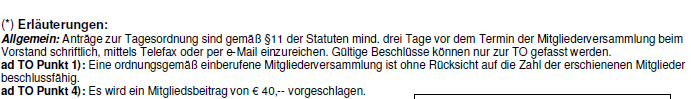 (*) Erläuterungen:
Allgemein: Anträge zur Tagesordnung sind gemäß §11 der Statuten mind. drei Tage vor dem Termin der Mitgliederversammlung beim
Vorstand schriftlich, mittels Telefax oder per e-Mail einzureichen. Gültige Beschlüsse können nur zur TO gefasst werden.
ad TO Punkt 1): Eine ordnungsgemäß einberufene Mitgliederversammlung ist ohne Rücksicht auf die Zahl der erschienenen Mitglieder
beschlussfähig.
ad TO Punkt 4): Es wird ein Mitgliedsbeitrag von € 40,-- vorgeschlagen.